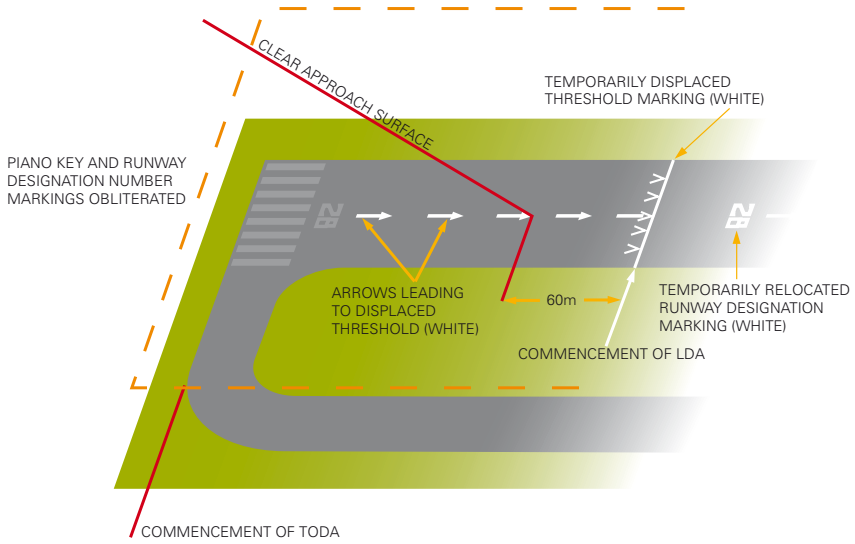 CLEAR APPROACH SURFACE
TEMPORARILY DISPLACED
THRESHOLD MARKING (WHITE)
PIANO KEY AND RUNWAY
DESIGNATION NUMBER
MARKINGS OBLITERATED
28
28
ARROWS LEADING
TO DISPLACED
THRESHOLD (WHITE)
60m
TEMPORARILY RELOCATED
RUNWAY DESIGNATION
MARKING (WHITE)
COMMENCEMENT OF LDA
COMMENCEMENT OF TODA